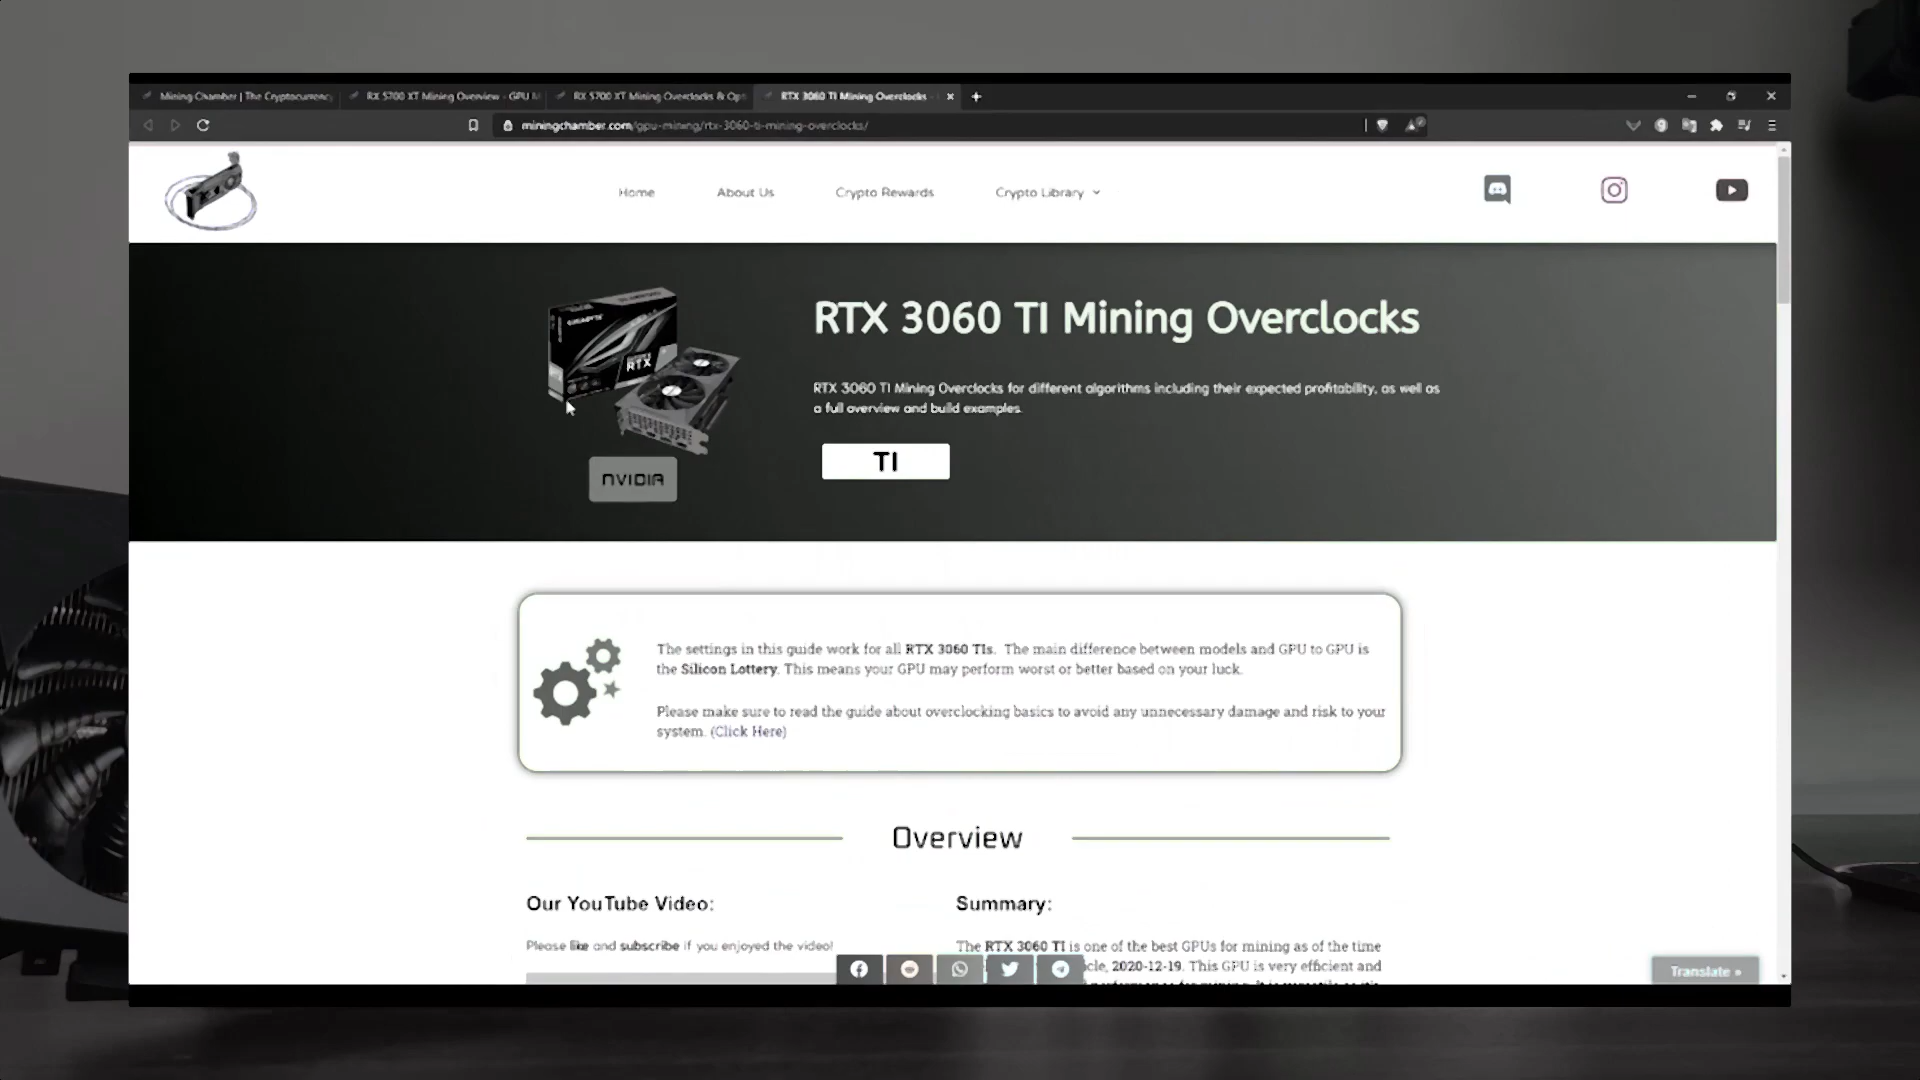 Mining Chamber | The Cryptocurrency
RX 5700 XT Mining Overview - GPU M
RX 5700 XT Mining Overclocks & Op
RTX 3060 TI Mining Overclocks
miningchamber.com/gpu-mining/rtx-3060-ti-mining-overclocks/
Home
About Us
Crypto Rewards
Crypto Library
RTX 3060 TI Mining Overclocks
GIGABYTE
RTX
RTX 3060 TI Mining Overclocks for different algorithms including their expected profitability, as well as
a full overview and build examples.
TI
NVIDIA
The settings in this guide work for all RTX 3060 TIs. The main difference between models and GPU to GPU is
the Silicon Lottery. This means your GPU may perform worst or better based on your luck.
Please make sure to read the guide about overclocking basics to avoid any unnecessary damage and risk to your
system. (Click Here)
Overview
Our YouTube Video:
Please like and subscribe if you enjoyed the video!
Summary:
The RTX 3060 TI is one of the best GPUs for mining as of the time
2020-12-19. This GPU is very efficient and
Translate »